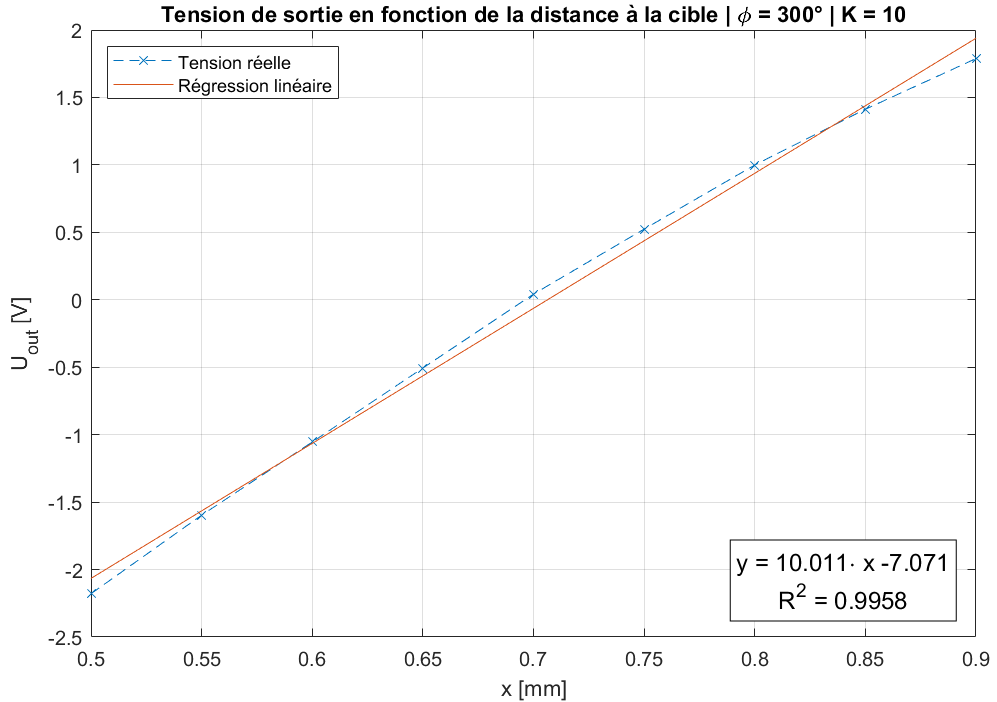 Tension de sortie en fonction de la distance à la cible | ϕ = 300° | K = 10
Tension réelle
Régression linéaire
2
1.5
1
0.5
0
-0.5
-1
-1.5
-2
-2.5
U_out [V]
y = 10.011· x -7.071
R² = 0.9958
0.5 0.55 0.6 0.65 0.7 0.75 0.8 0.85 0.9
x [mm]